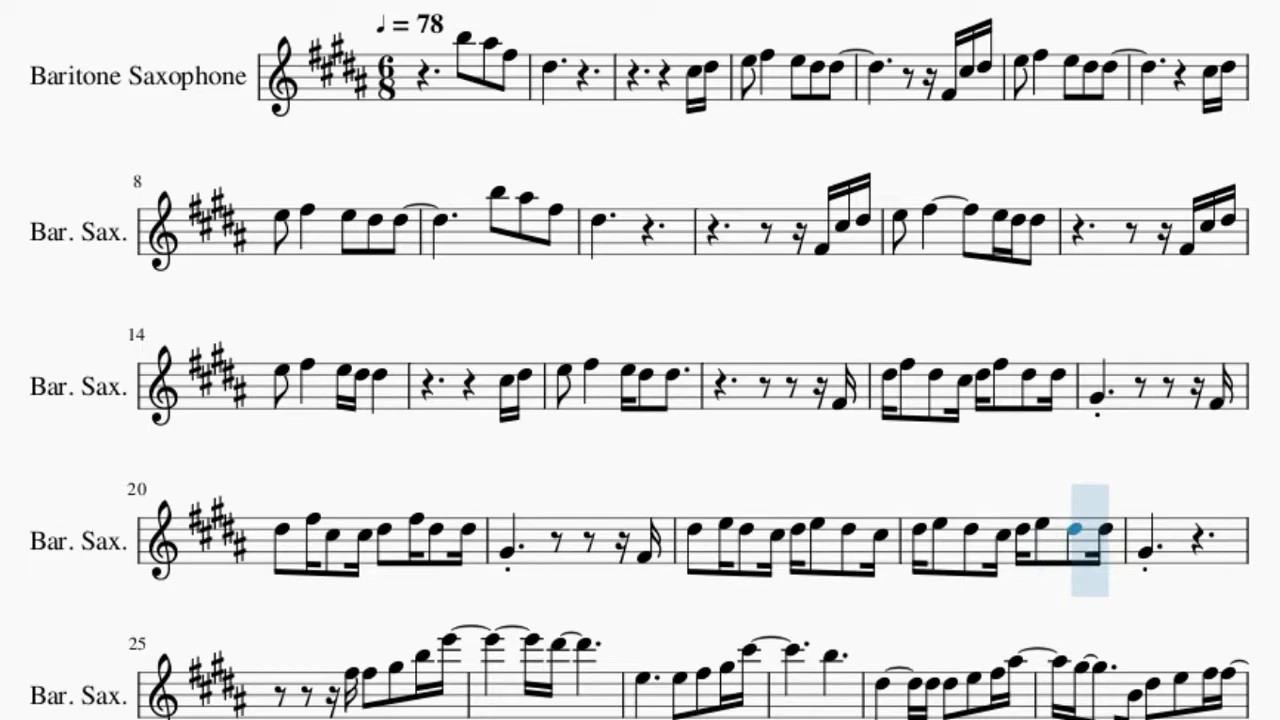 ♩ = 78
Baritone Saxophone
6
8
8
Bar. Sax.
14
Bar. Sax.
20
Bar. Sax.
25
Bar. Sax.